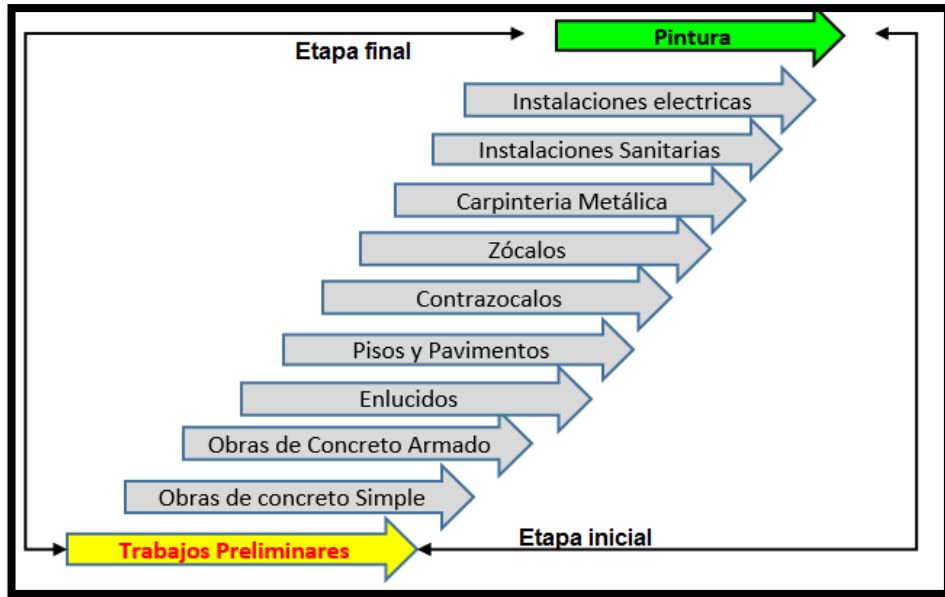 Pintura
Etapa final
Instalaciones electricas
Instalaciones Sanitarias
Carpinteria Metálica
Zócalos
Contrazocalos
Pisos y Pavimentos
Enlucidos
Obras de Concreto Armado
Obras de concreto Simple
Etapa inicial
Trabajos Preliminares